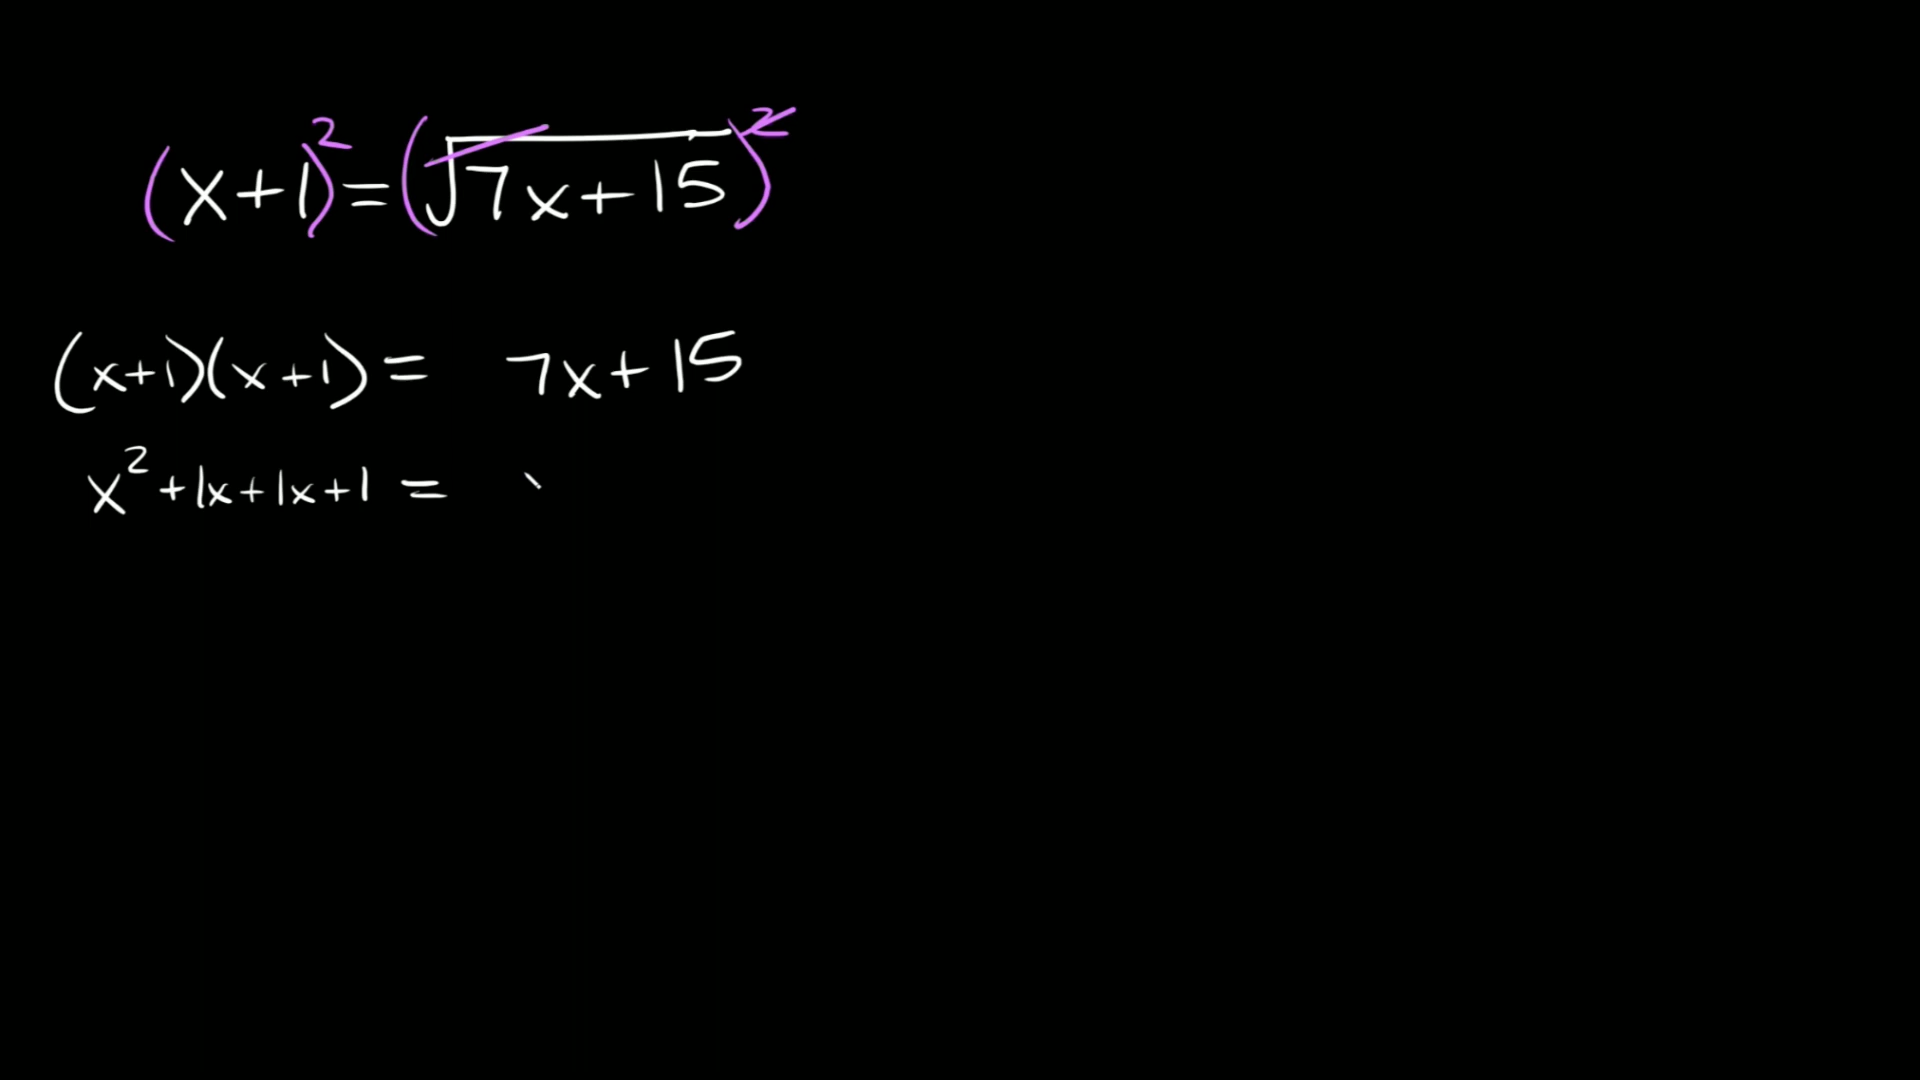 (x+1)² = (√7x+15)²
(x+1)(x+1) = 7x+15
x² +1x+1x+1 =